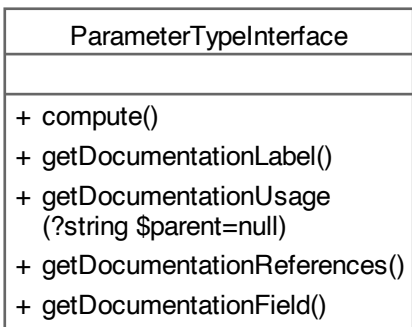 ParameterTypeInterface
+ compute()
+ getDocumentationLabel()
+ getDocumentationUsage
(?string $parent=null)
+ getDocumentationReferences()
+ getDocumentationField()